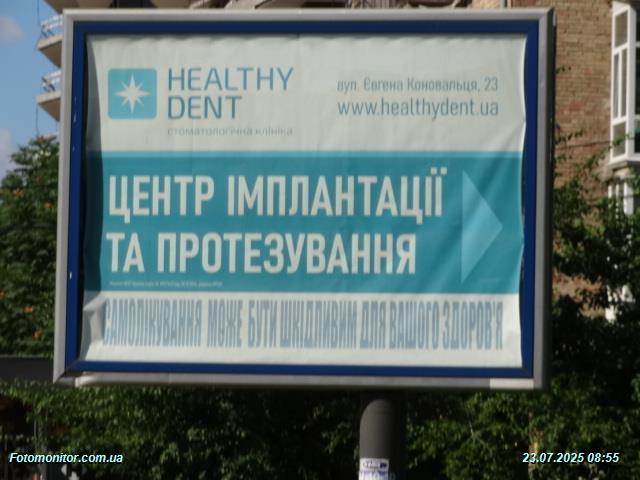 HEALTHY
DENT
стоматологічна клініка
вул. Євгена Коновальця, 23
www.healthydent.ua
ЦЕНТР ІМПЛАНТАЦІЇ
ТА ПРОТЕЗУВАННЯ
САМОЛІКУВАННЯ МОЖЕ БУТИ ШКІДЛИВИМ ДЛЯ ВАШОГО ЗДОРОВ'Я
Fotomonitor.com.ua
23.07.2025 08:55